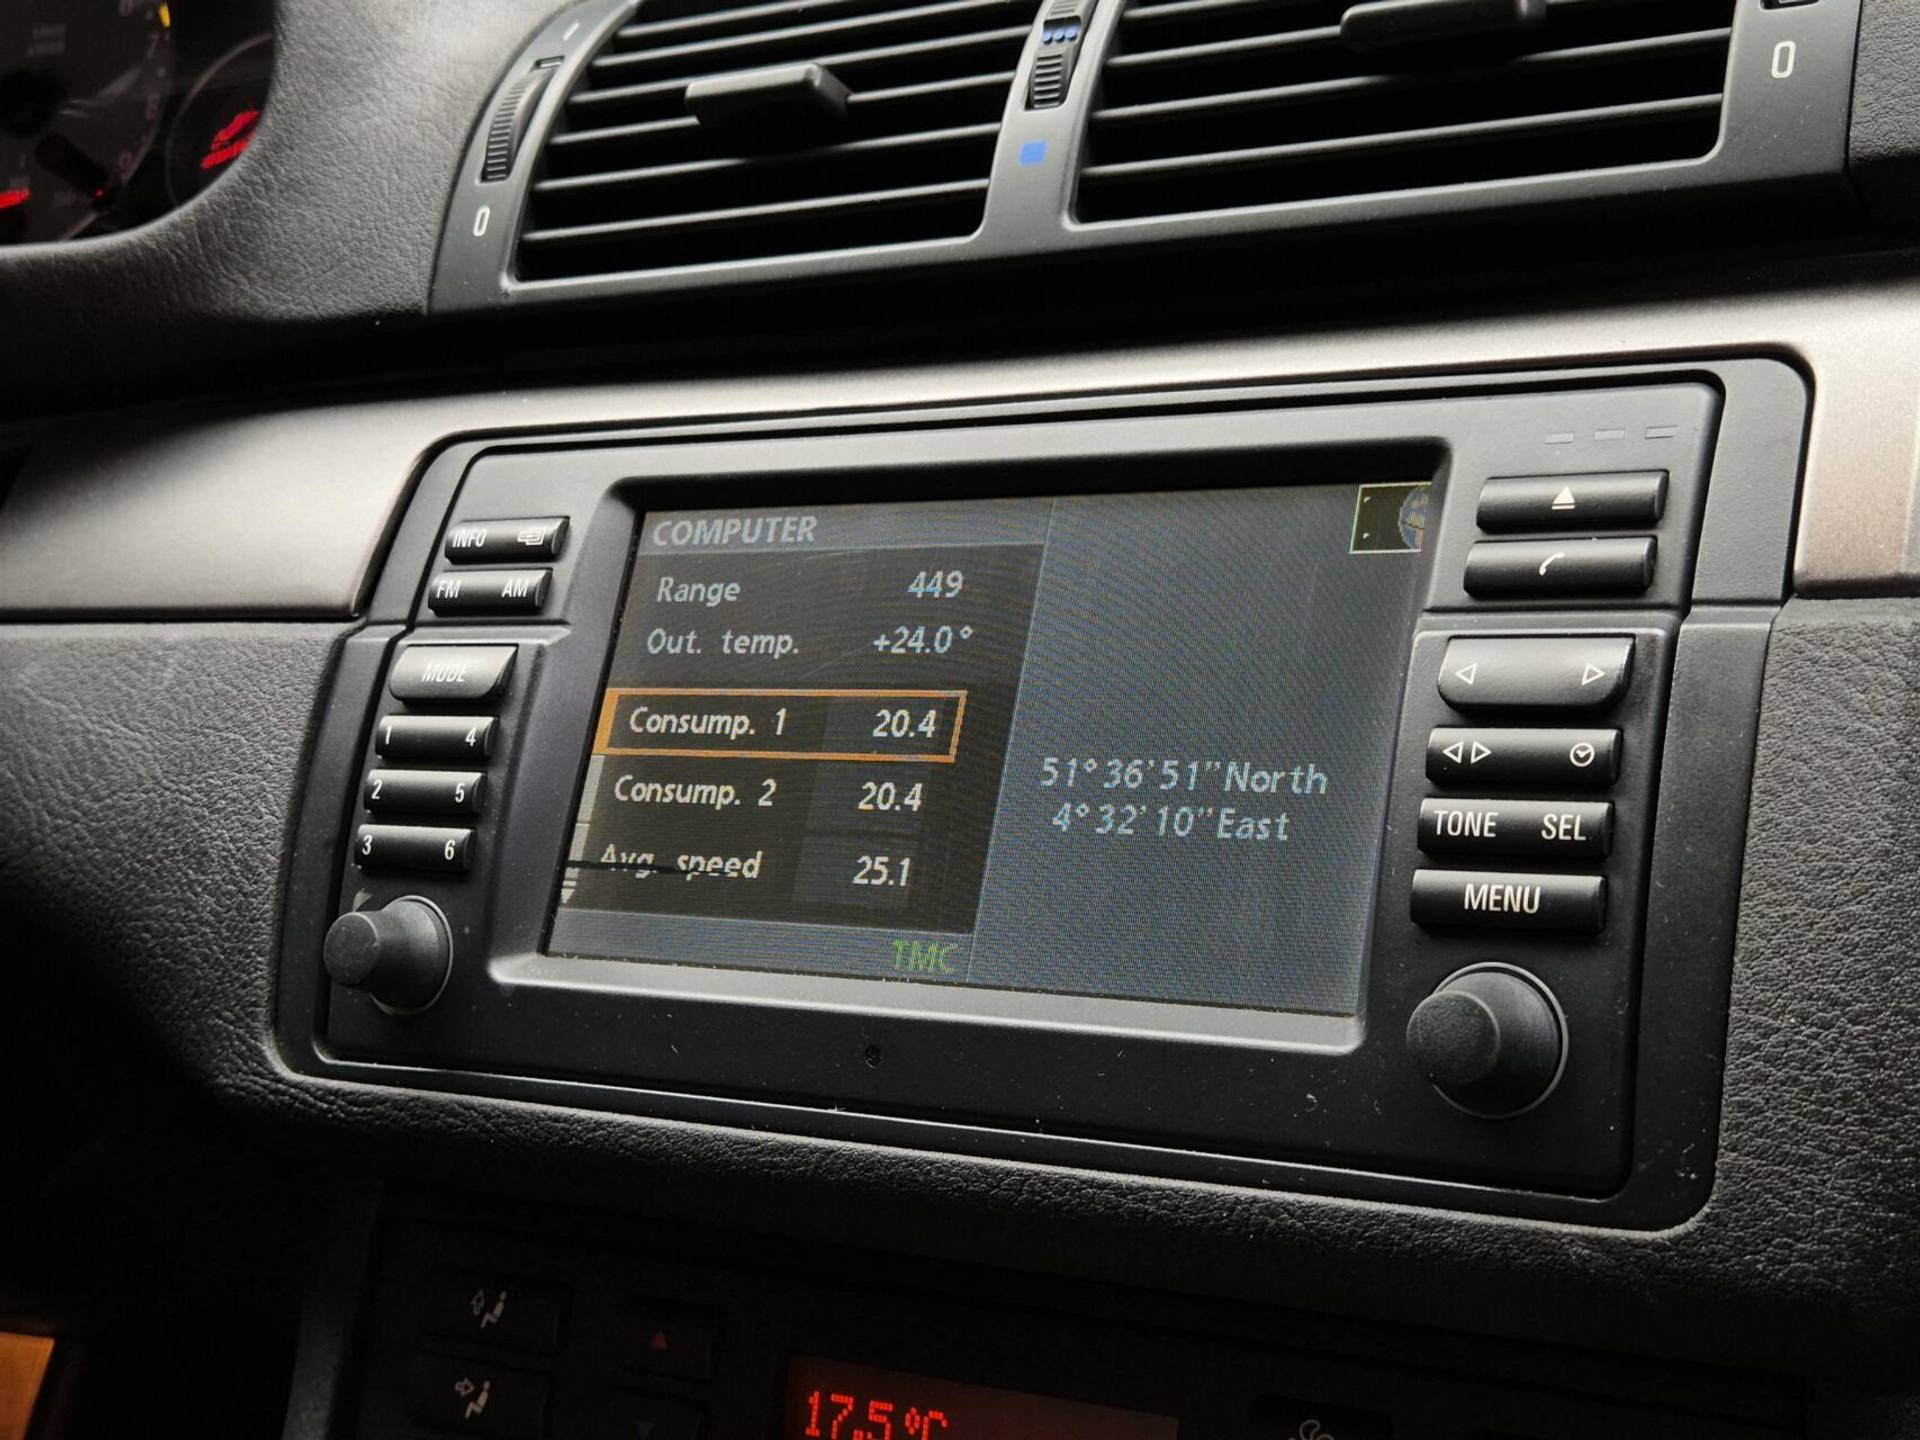 0
0
COMPUTER
Range 449
Out. temp. +24.0°
Consump. 1 20.4
Consump. 2 20.4
Avg. speed 25.1
TMC
51°36'51"North
4°32'10"East
INFO
FM AM
MODE
1 4
2 5
3 6
TONE SEL
MENU
17.5°C